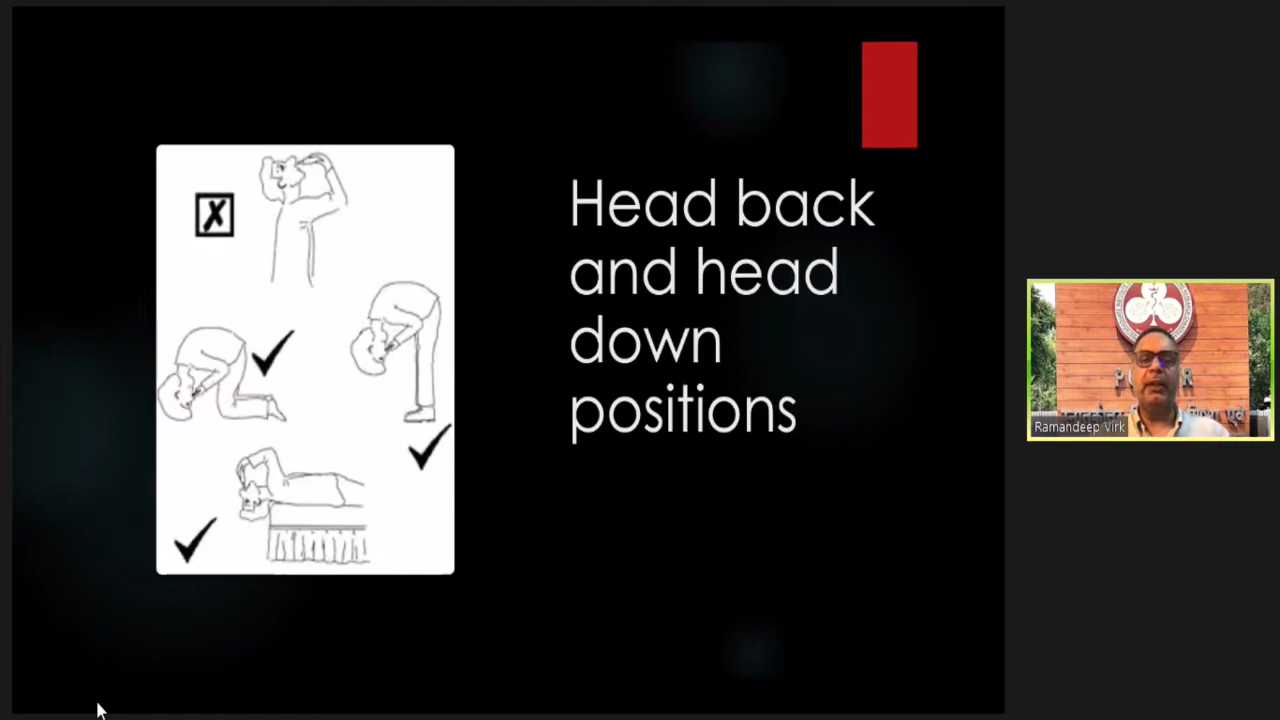 Head back
and head
down
positions
Ramandeep Virk